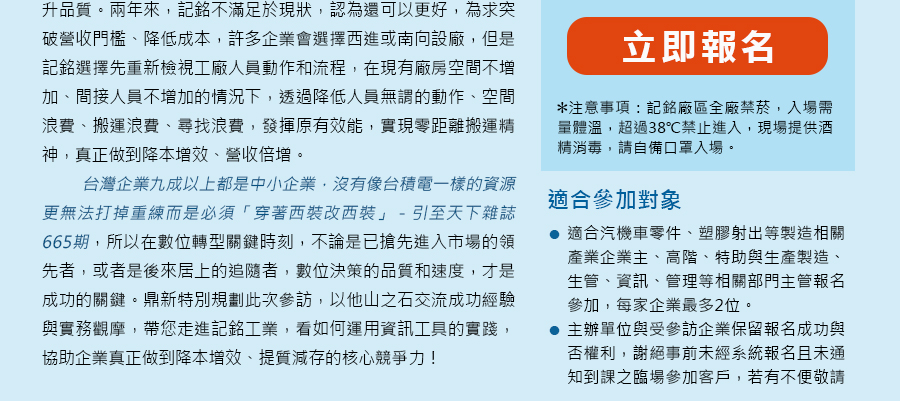 升品質。兩年來，記銘不滿足於現狀，認為還可以更好，為求突
破營收門檻、降低成本，許多企業會選擇西進或南向設廠，但是
記銘選擇先重新檢視工廠人員動作和流程，在現有廠房空間不增
加、間接人員不增加的情況下，透過降低人員無謂的動作、空間
浪費、搬運浪費、尋找浪費，發揮原有效能，實現零距離搬運精
神，真正做到降本增效、營收倍增。
台灣企業九成以上都是中小企業，沒有像台積電一樣的資源
更無法打掉重練而是必須「穿著西裝改西裝」- 引至天下雜誌
665期，所以在數位轉型關鍵時刻，不論是已搶先進入市場的領
先者，或者是後來居上的追隨者，數位決策的品質和速度，才是
成功的關鍵。鼎新特別規劃此次參訪，以他山之石交流成功經驗
與實務觀摩，帶您走進記銘工業，看如何運用資訊工具的實踐，
協助企業真正做到降本增效、提質減存的核心競爭力！
立即報名
＊注意事項：記銘廠區全廠禁菸，入場需
量體溫，超過38℃禁止進入，現場提供酒
精消毒，請自備口罩入場。
適合參加對象
● 適合汽機車零件、塑膠射出等製造相關
產業企業主、高階、特助與生產製造、
生管、資訊、管理等相關部門主管報名
參加，每家企業最多2位。
● 主辦單位與受參訪企業保留報名成功與
否權利，謝絕事前未經系統報名且未通
知到課之臨場參加客戶，若有不便敬請